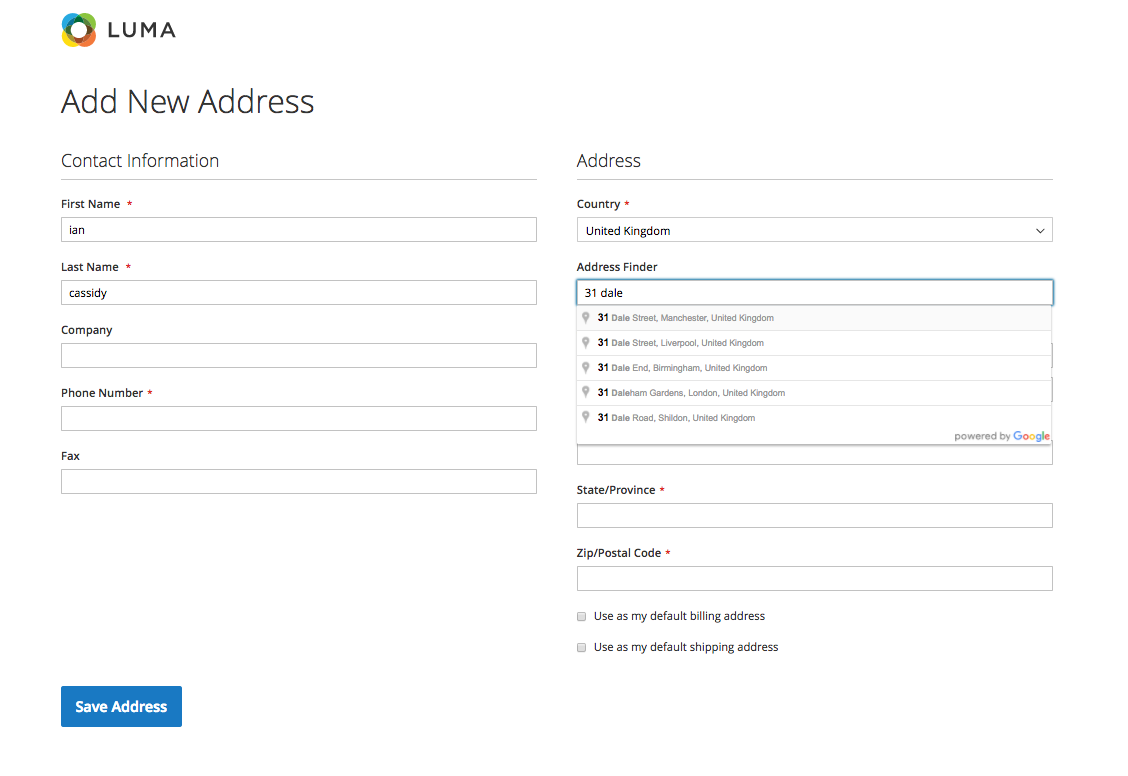 LUMA
Add New Address
Contact Information
First Name *
ian
Last Name *
cassidy
Company
Phone Number *
Fax
Address
Country *
United Kingdom
Address Finder
31 dale
31 Dale Street, Manchester, United Kingdom
31 Dale Street, Liverpool, United Kingdom
31 Dale End, Birmingham, United Kingdom
31 Daleham Gardens, London, United Kingdom
31 Dale Road, Shildon, United Kingdom
powered by Google
State/Province *
Zip/Postal Code *
Use as my default billing address
Use as my default shipping address
Save Address